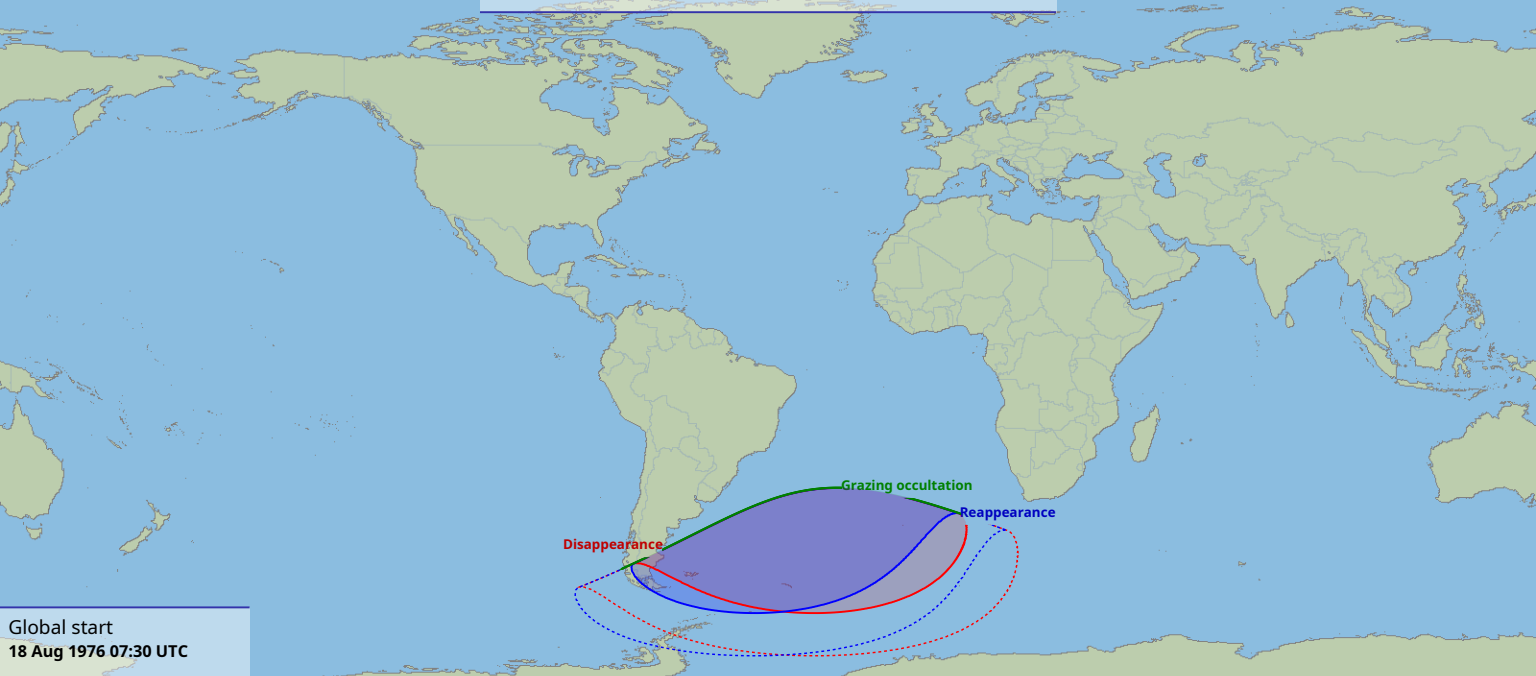 Grazing occultation
Reappearance
Disappearance
Global start
18 Aug 1976 07:30 UTC